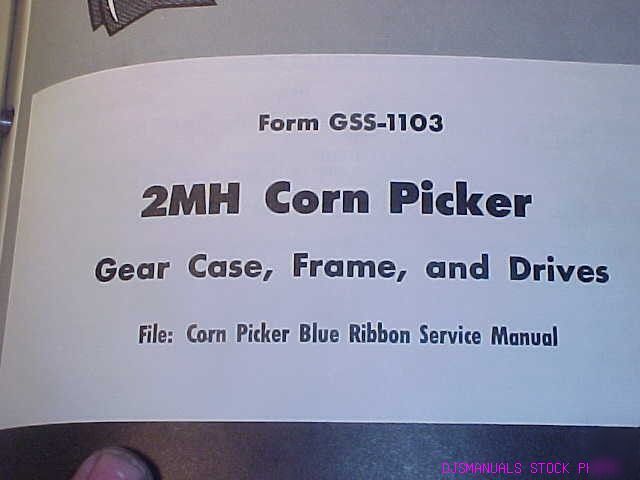 Form GSS-1103
2MH Corn Picker
Gear Case, Frame, and Drives
File: Corn Picker Blue Ribbon Service Manual
DJSMANUALS STOCK